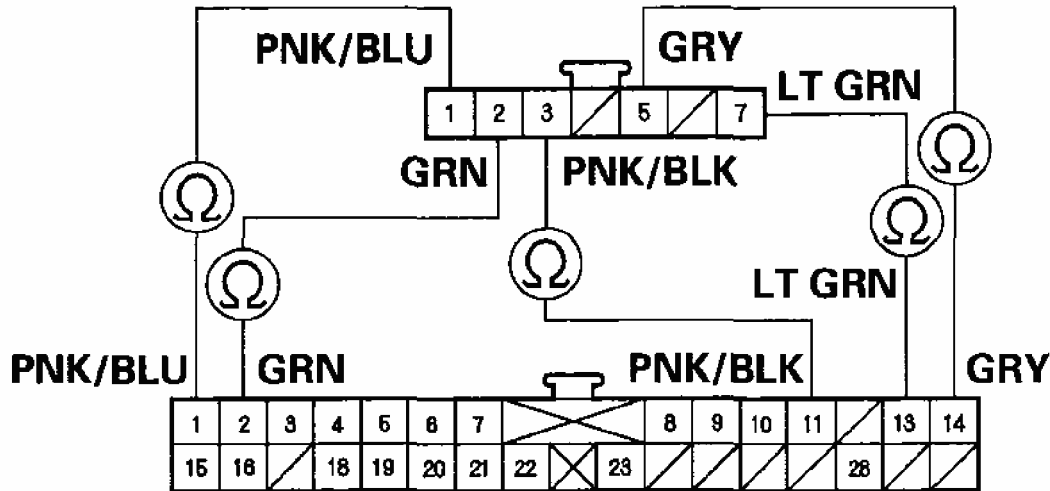 PNK/BLU GRY
LT GRN
1 2 3 5 7
GRN PNK/BLK
Ω Ω
Ω Ω Ω
LT GRN
PNK/BLU GRN PNK/BLK GRY
1 2 3 4 5 6 7 8 9 10 11 13 14
15 16 18 19 20 21 22 23 26